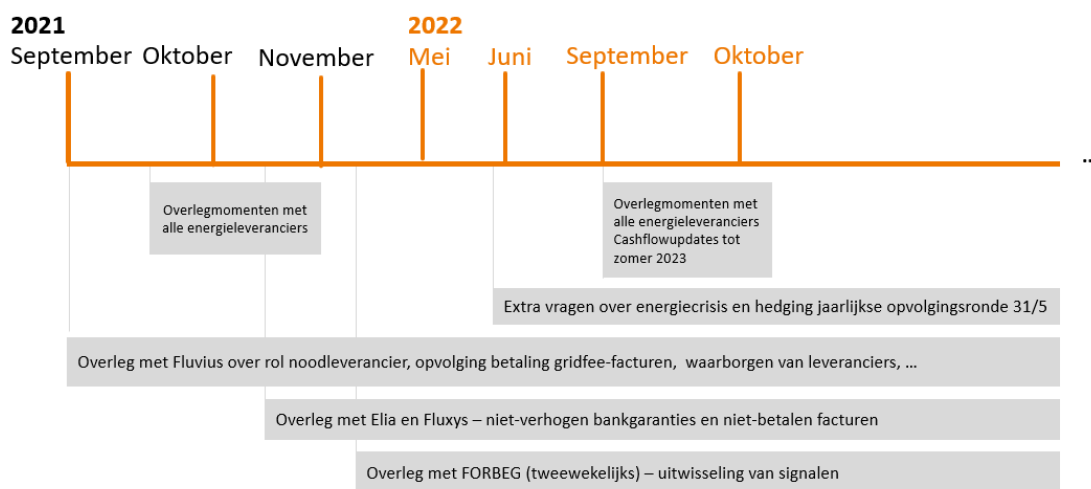 2021
2022
September Oktober November Mei Juni September Oktober
..
Overlegmomenten met
alle energieleveranciers
Overlegmomenten met
alle energieleveranciers
Cashflowupdates tot
zomer 2023
Extra vragen over energiecrisis en hedging jaarlijkse opvolgingsronde 31/5
Overleg met Fluvius over rol noodleverancier, opvolging betaling gridfee-facturen, waarborgen van leveranciers, ...
Overleg met Elia en Fluxys – niet-verhogen bankgaranties en niet-betalen facturen
Overleg met FORBEG (tweewekelijks) – uitwisseling van signalen